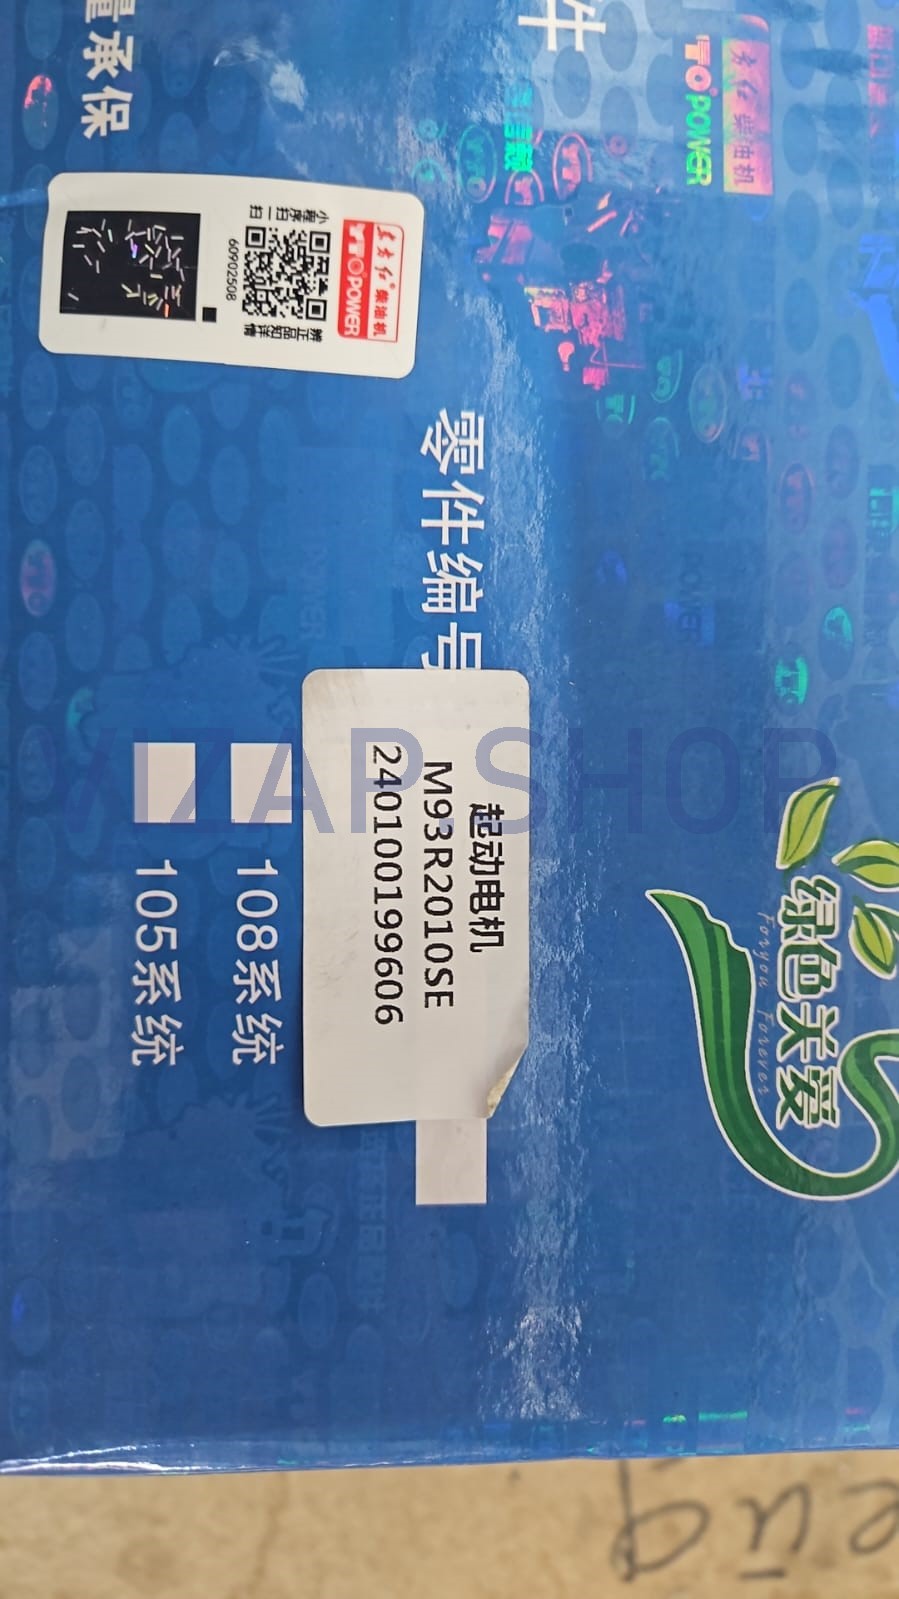 量承保
件
东方红 柴油机
YTO POWER
东方红 柴油机
YTO POWER
小程序扫一扫
辨正品知详情
60902508
零件编号
起动电机
M93R2010SE
240100199606
108系统
105系统
绿色关爱
Foryou Forever
VIZAP.SHOP